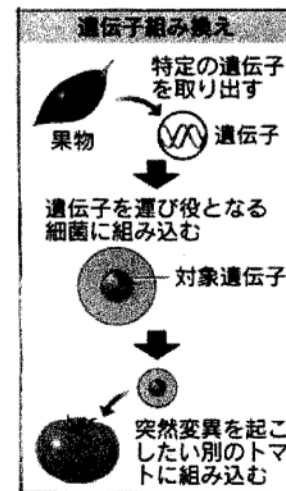 遺伝子組み換え
特定の遺伝子
を取り出す
果物
遺伝子
遺伝子を運び役となる
細菌に組み込む
対象遺伝子
突然変異を起こ
したい別のトマ
トに組み込む